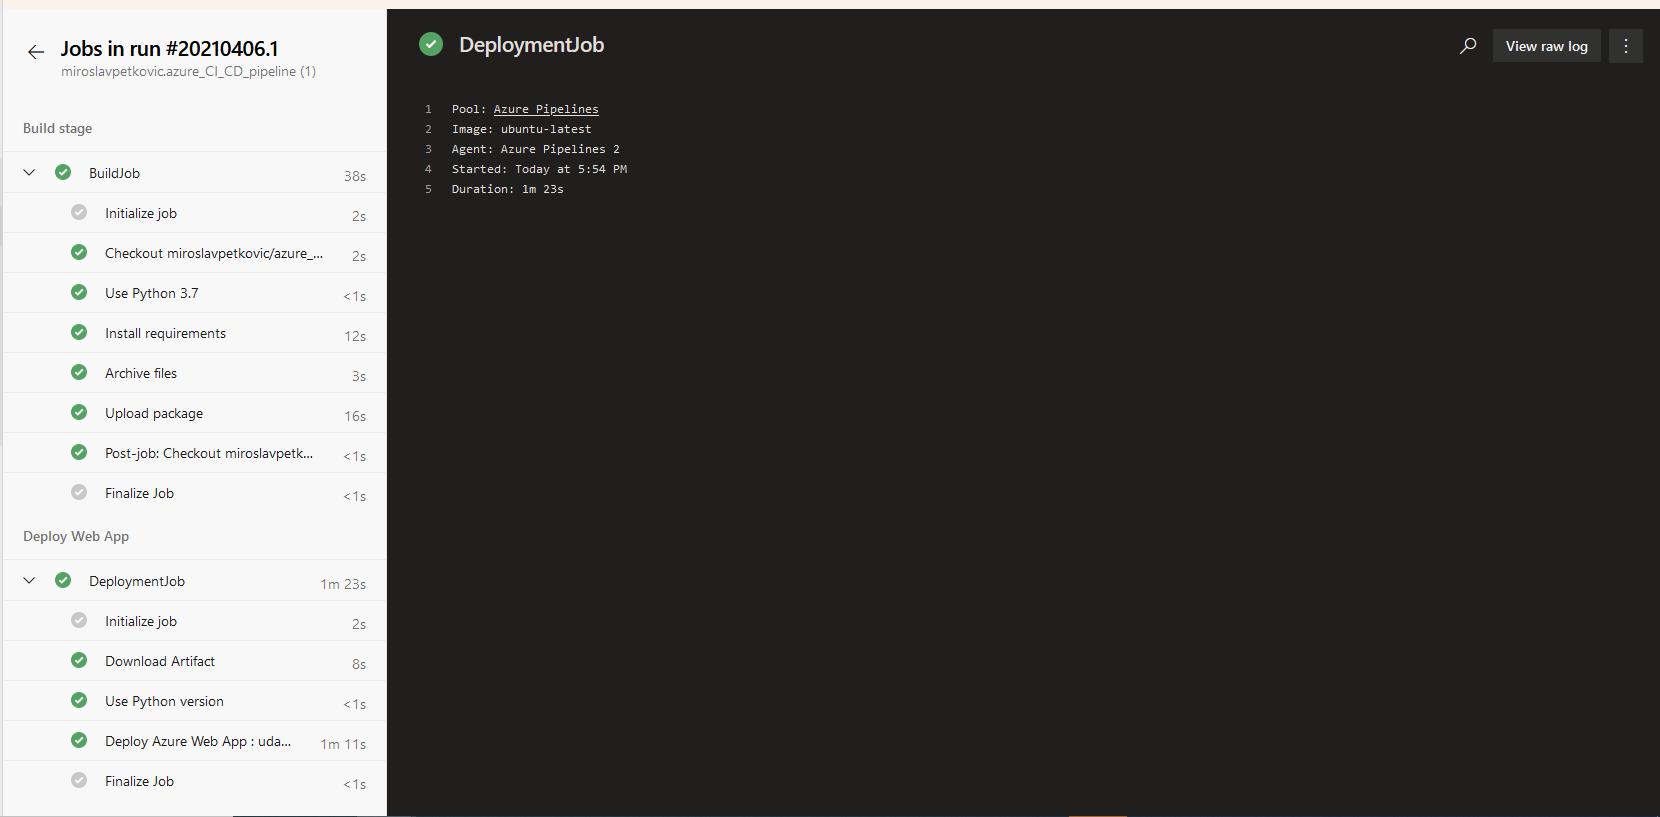 Jobs in run #20210406.1
miroslavpetkovic.azure_CI_CD_pipeline (1)
Build stage
BuildJob 38s
Initialize job 2s
Checkout miroslavpetkovic/azure_... 2s
Use Python 3.7 <1s
Install requirements 12s
Archive files 3s
Upload package 16s
Post-job: Checkout miroslavpetk... <1s
Finalize Job <1s
Deploy Web App
DeploymentJob 1m 23s
Initialize job 2s
Download Artifact 8s
Use Python version <1s
Deploy Azure Web App : uda... 1m 11s
Finalize Job <1s
DeploymentJob
View raw log
1 Pool: Azure Pipelines
2 Image: ubuntu-latest
3 Agent: Azure Pipelines 2
4 Started: Today at 5:54 PM
5 Duration: 1m 23s